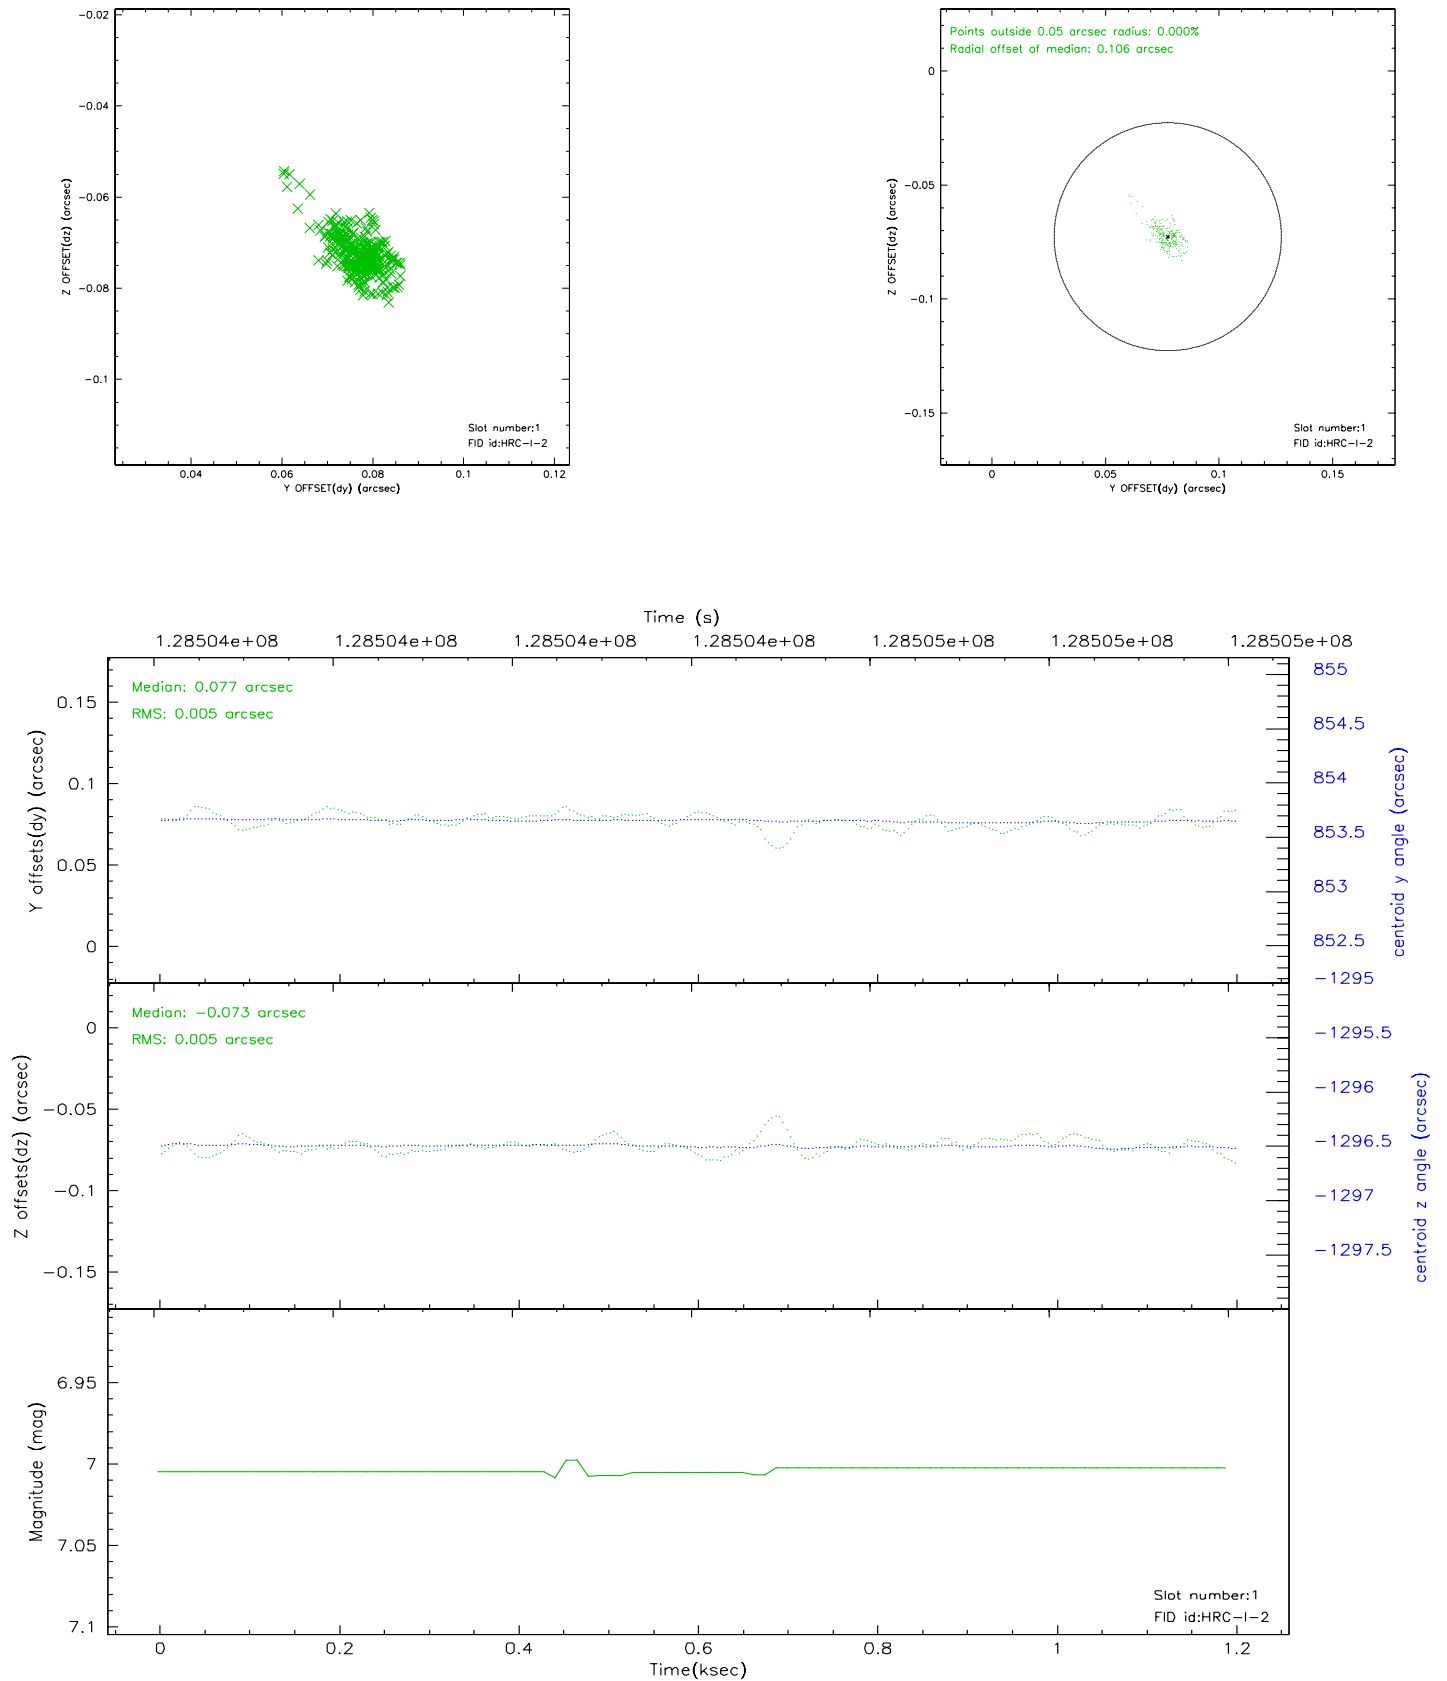 −0.02
−0.04
−0.06
−0.08
−0.1
Z OFFSET(dz) (arcsec)
Slot number:1
FID id:HRC−I−2
0.04 0.06 0.08 0.1 0.12
Y OFFSET(dy) (arcsec)
Points outside 0.05 arcsec radius: 0.000%
Radial offset of median: 0.106 arcsec
0
−0.05
−0.1
−0.15
Z OFFSET(dz) (arcsec)
Slot number:1
FID id:HRC−I−2
0 0.05 0.1 0.15
Y OFFSET(dy) (arcsec)
Time (s)
1.28504e+08 1.28504e+08 1.28504e+08 1.28504e+08 1.28505e+08 1.28505e+08 1.28505e+08
Median: 0.077 arcsec
RMS: 0.005 arcsec
0.15
0.1
0.05
0
Y offsets(dy) (arcsec)
855
854.5
854
853.5
853
852.5
centroid y angle (arcsec)
Median: −0.073 arcsec
RMS: 0.005 arcsec
0
−0.05
−0.1
−0.15
Z offsets(dz) (arcsec)
−1295
−1295.5
−1296
−1296.5
−1297
−1297.5
centroid z angle (arcsec)
6.95
7
7.05
7.1
Magnitude (mag)
Slot number:1
FID id:HRC−I−2
0 0.2 0.4 0.6 0.8 1 1.2
Time(ksec)